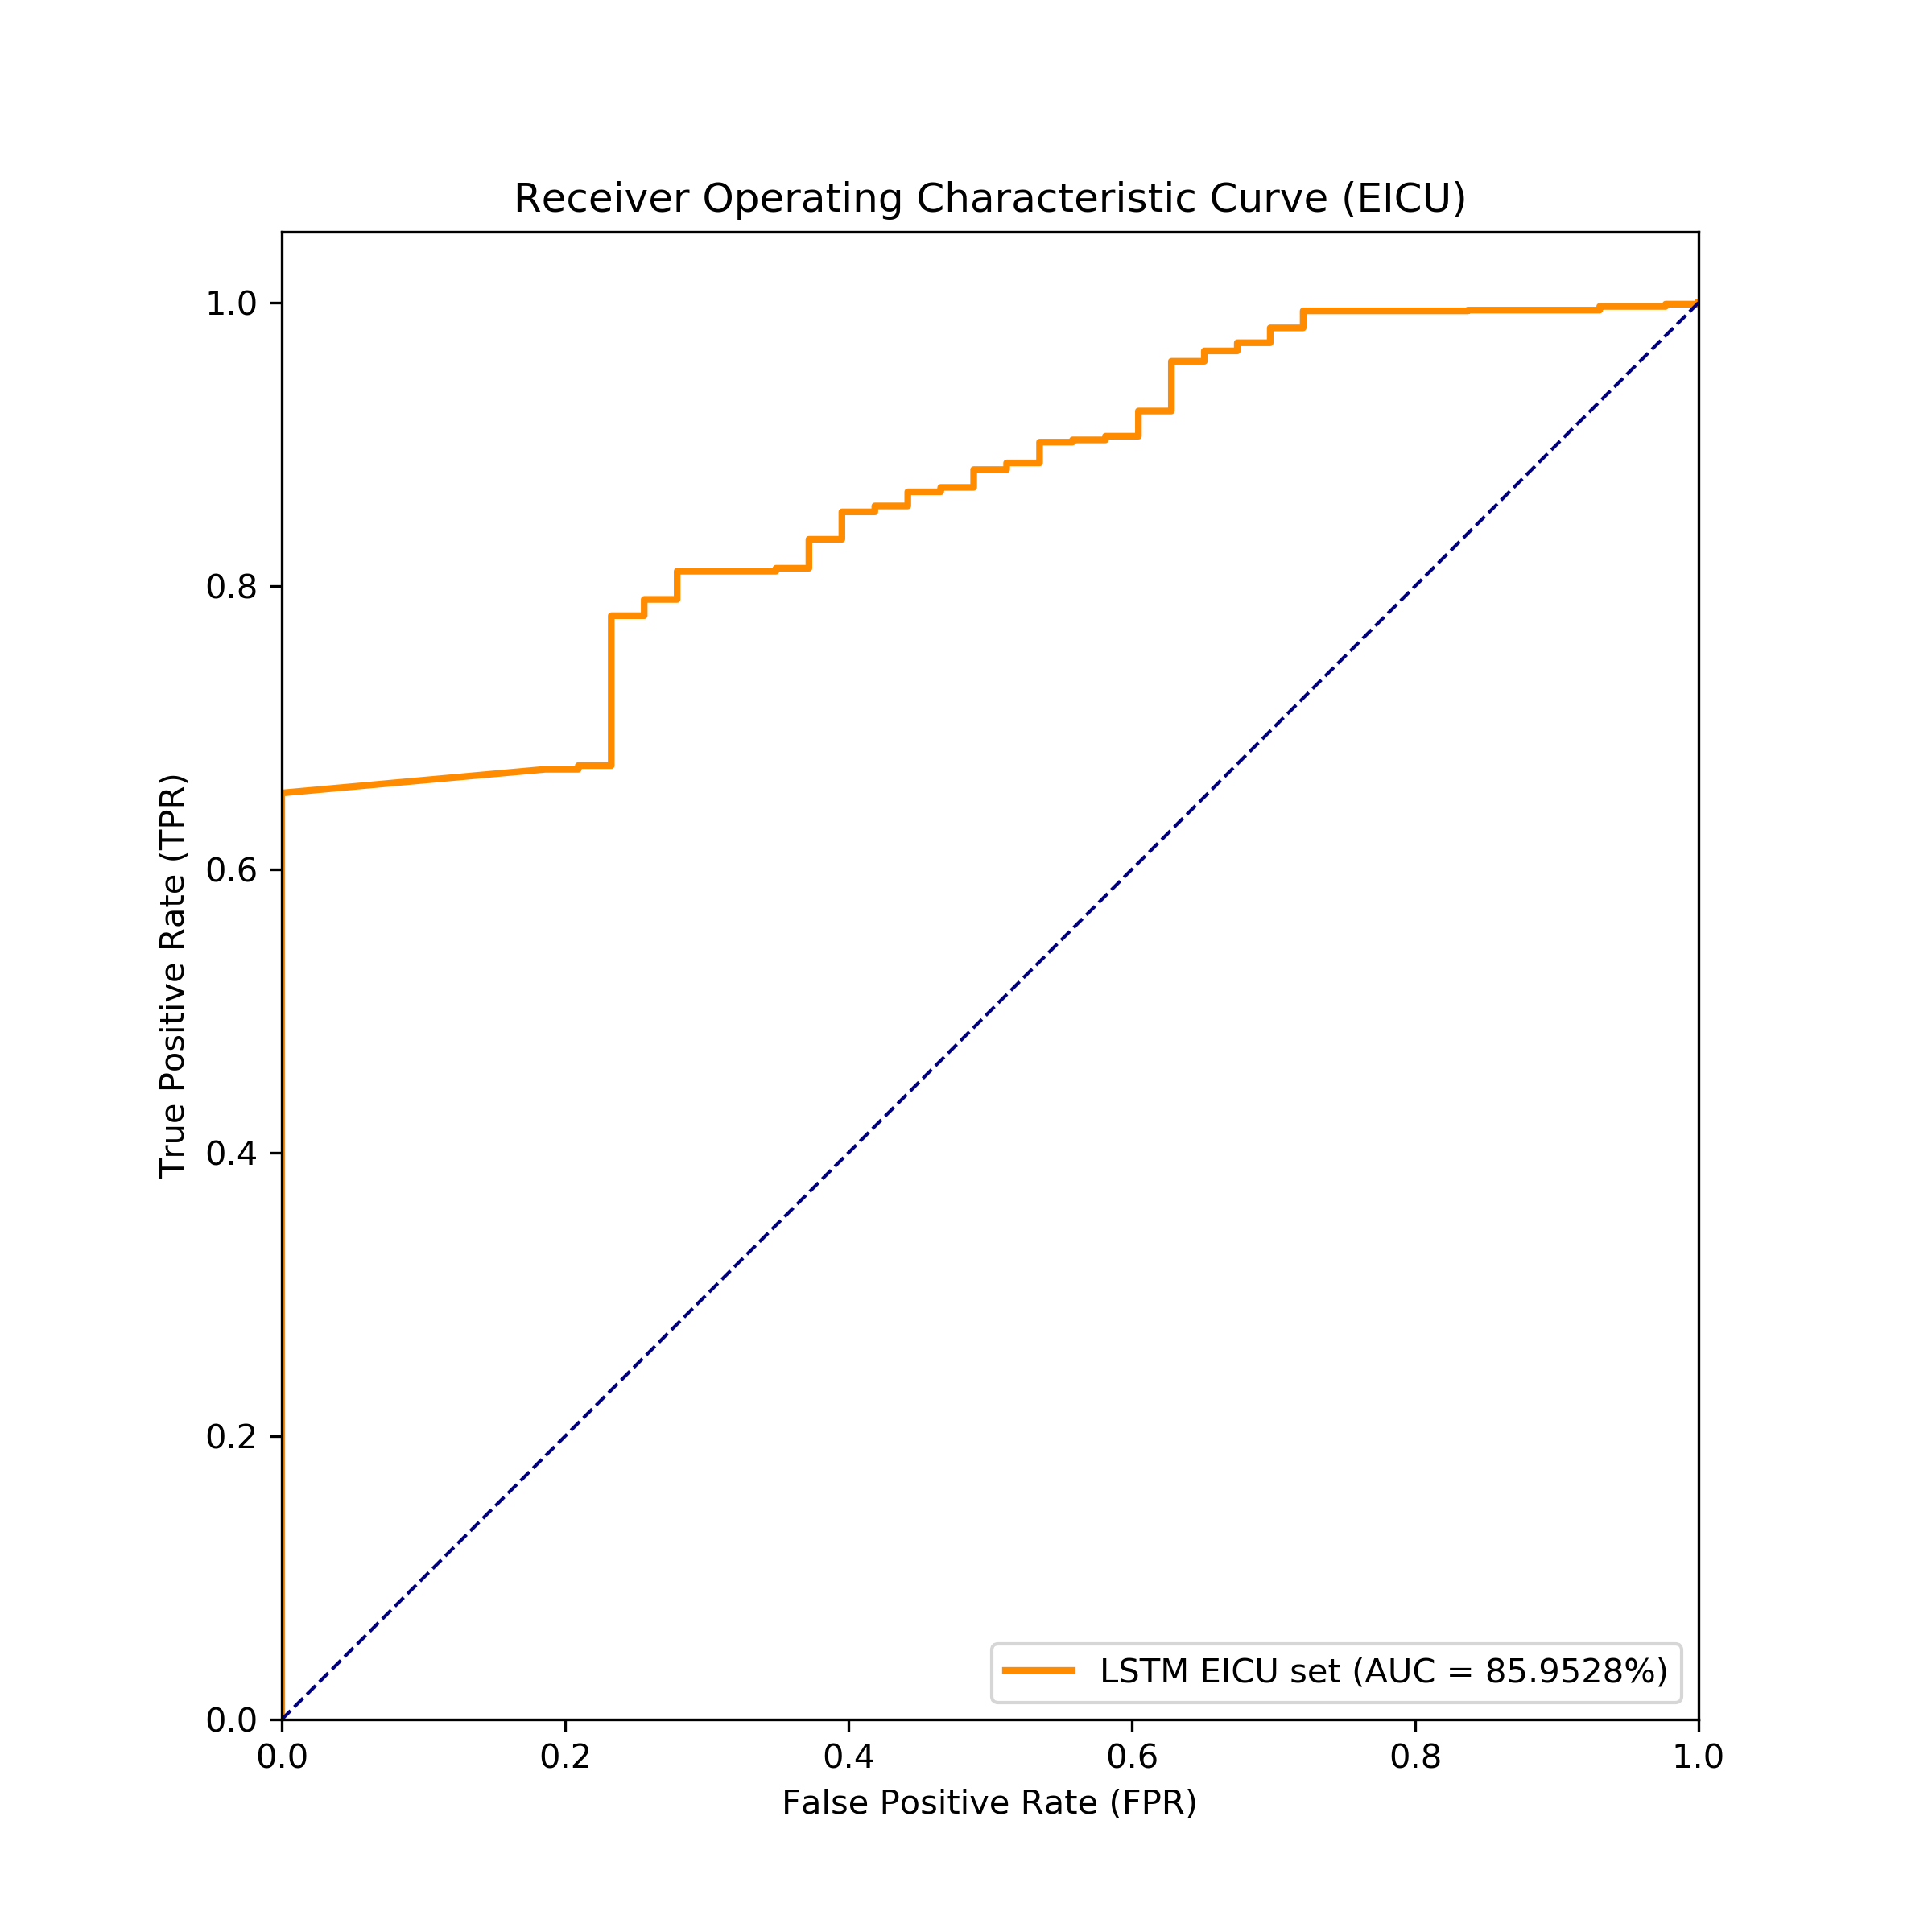 Receiver Operating Characteristic Curve (EICU)
True Positive Rate (TPR)
1.0
0.8
0.6
0.4
0.2
0.0
LSTM EICU set (AUC = 85.9528%)
0.0 0.2 0.4 0.6 0.8 1.0
False Positive Rate (FPR)